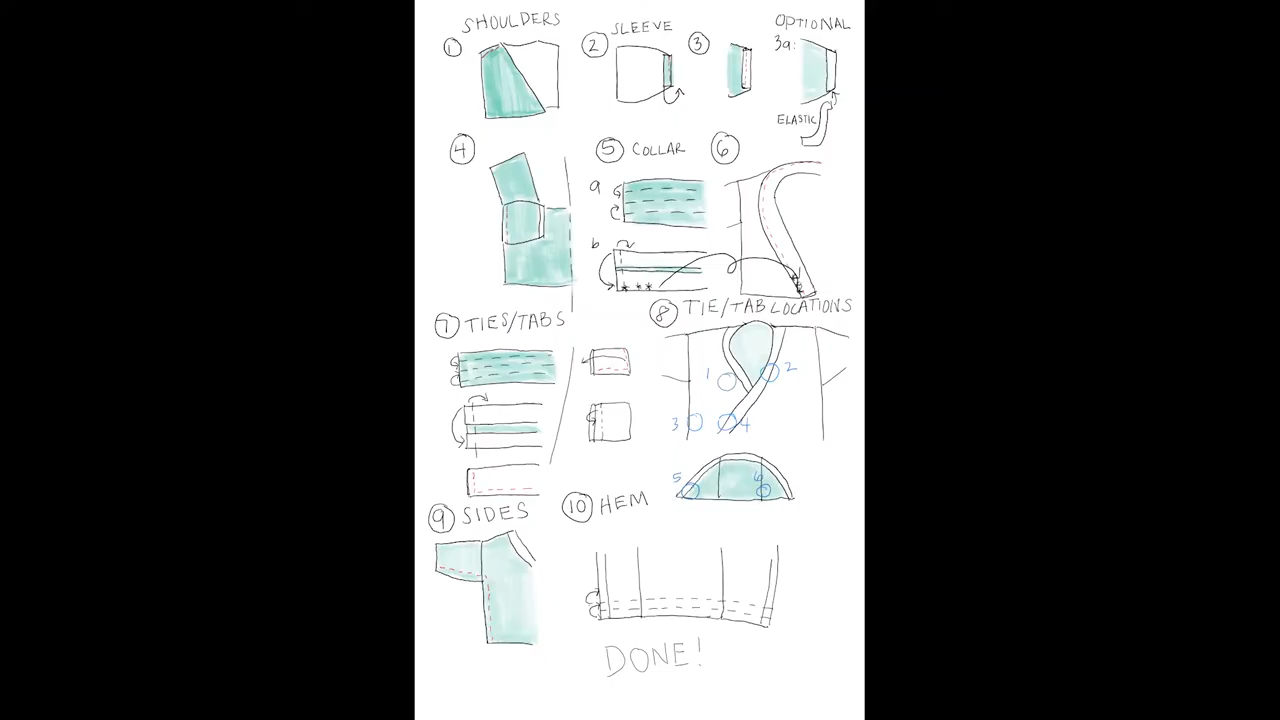 SHOULDERS
1
2 SLEEVE
3
OPTIONAL
3a:
ELASTIC
4
5 COLLAR
a
b
6
7 TIES/TABS
8 TIE/TAB LOCATIONS
1
2
3
4
5
6
9 SIDES
10 HEM
DONE!